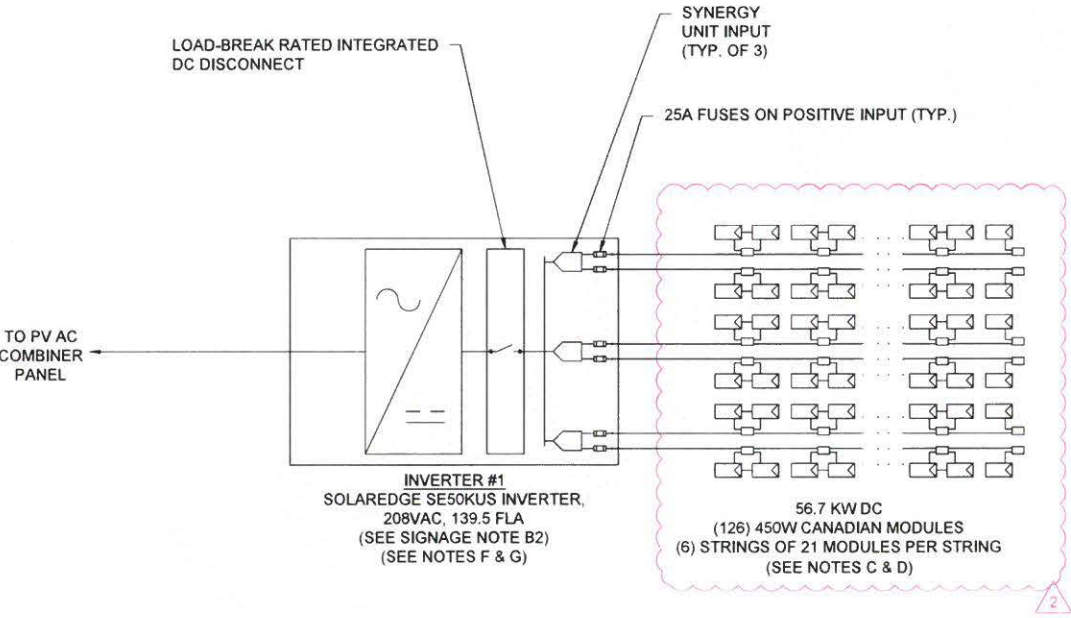 SYNERGY
UNIT INPUT
(TYP. OF 3)
LOAD-BREAK RATED INTEGRATED
DC DISCONNECT
25A FUSES ON POSITIVE INPUT (TYP.)
TO PV AC
COMBINER
PANEL
INVERTER #1
SOLAREDGE SE50KUS INVERTER,
208VAC, 139.5 FLA
(SEE SIGNAGE NOTE B2)
(SEE NOTES F & G)
56.7 KW DC
(126) 450W CANADIAN MODULES
(6) STRINGS OF 21 MODULES PER STRING
(SEE NOTES C & D)
2